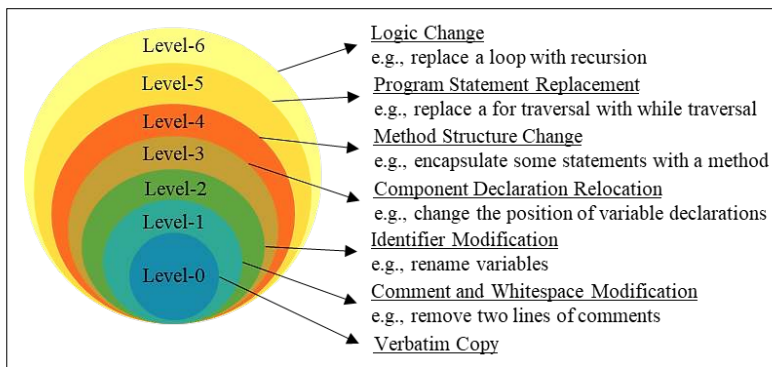 Level-6
Level-5
Level-4
Level-3
Level-2
Level-1
Level-0
Logic Change
e.g., replace a loop with recursion
Program Statement Replacement
e.g., replace a for traversal with while traversal
Method Structure Change
e.g., encapsulate some statements with a method
Component Declaration Relocation
e.g., change the position of variable declarations
Identifier Modification
e.g., rename variables
Comment and Whitespace Modification
e.g., remove two lines of comments
Verbatim Copy